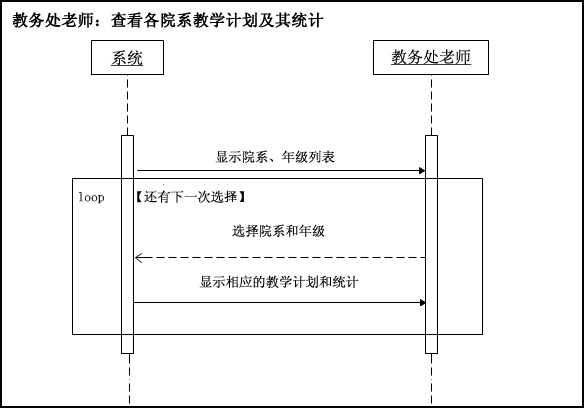 教务处老师：查看各院系教学计划及其统计
系统
教务处老师
显示院系、年级列表
loop
【还有下一次选择】
选择院系和年级
显示相应的教学计划和统计